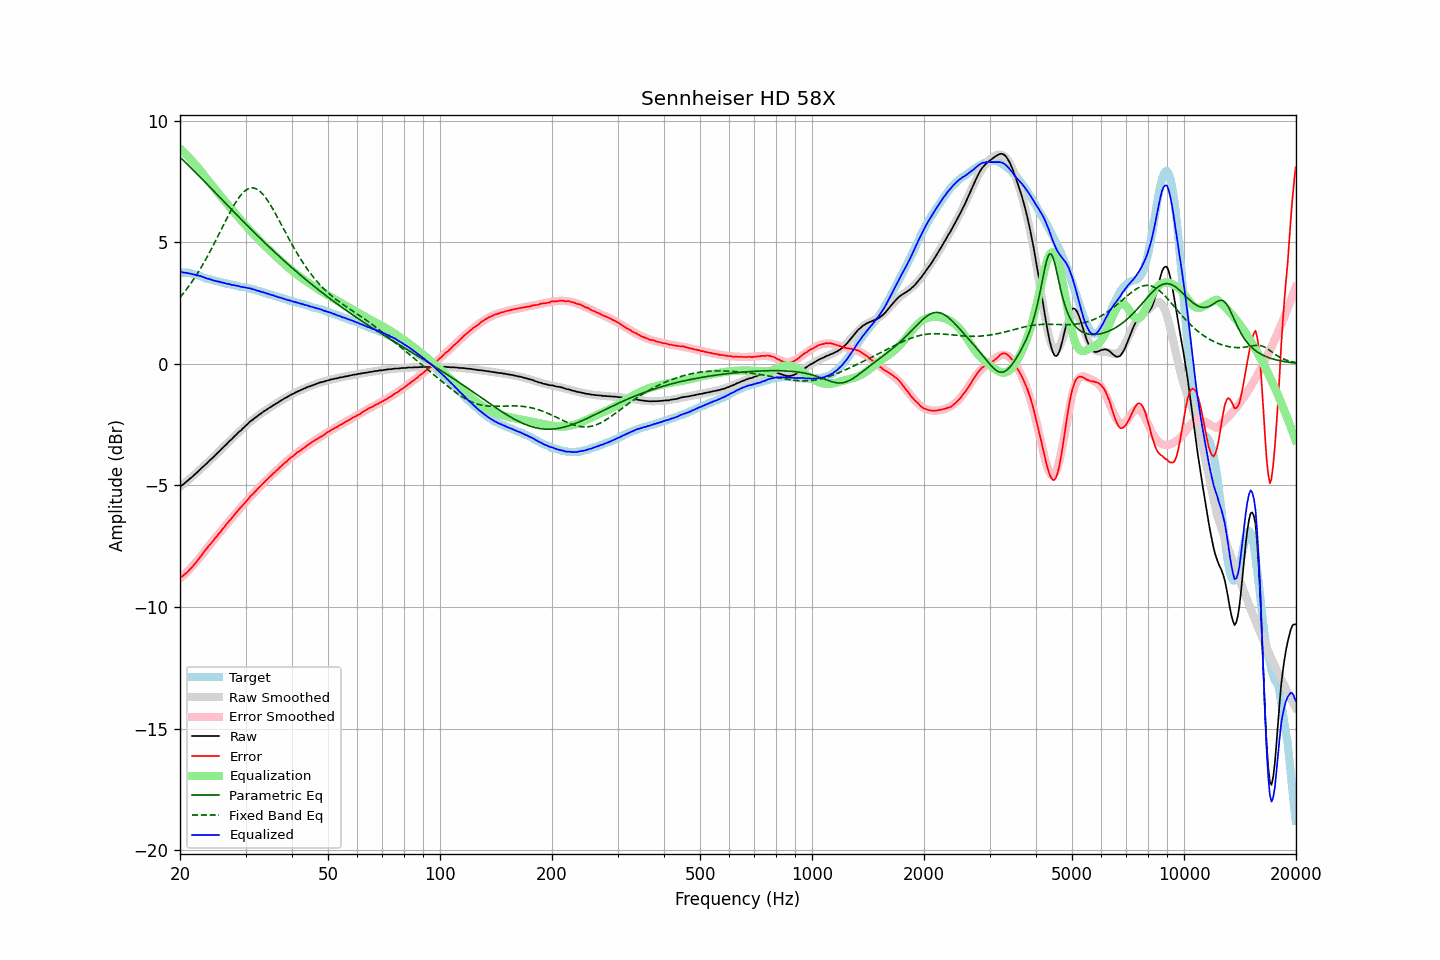 Sennheiser HD 58X
10
5
0
−5
−10
−15
−20
Amplitude (dBr)
Target
Raw Smoothed
Error Smoothed
Raw
Error
Equalization
Parametric Eq
Fixed Band Eq
Equalized
20 50 100 200 500 1000 2000 5000 10000 20000
Frequency (Hz)